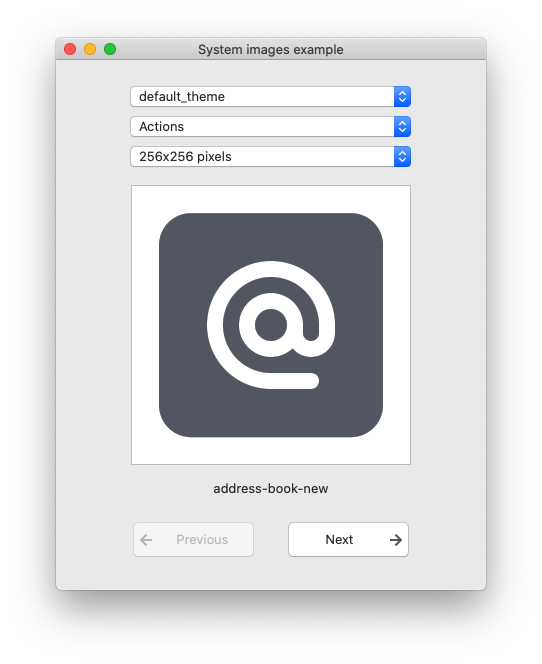 System images example
default_theme
Actions
256x256 pixels
@
address-book-new
Previous
Next